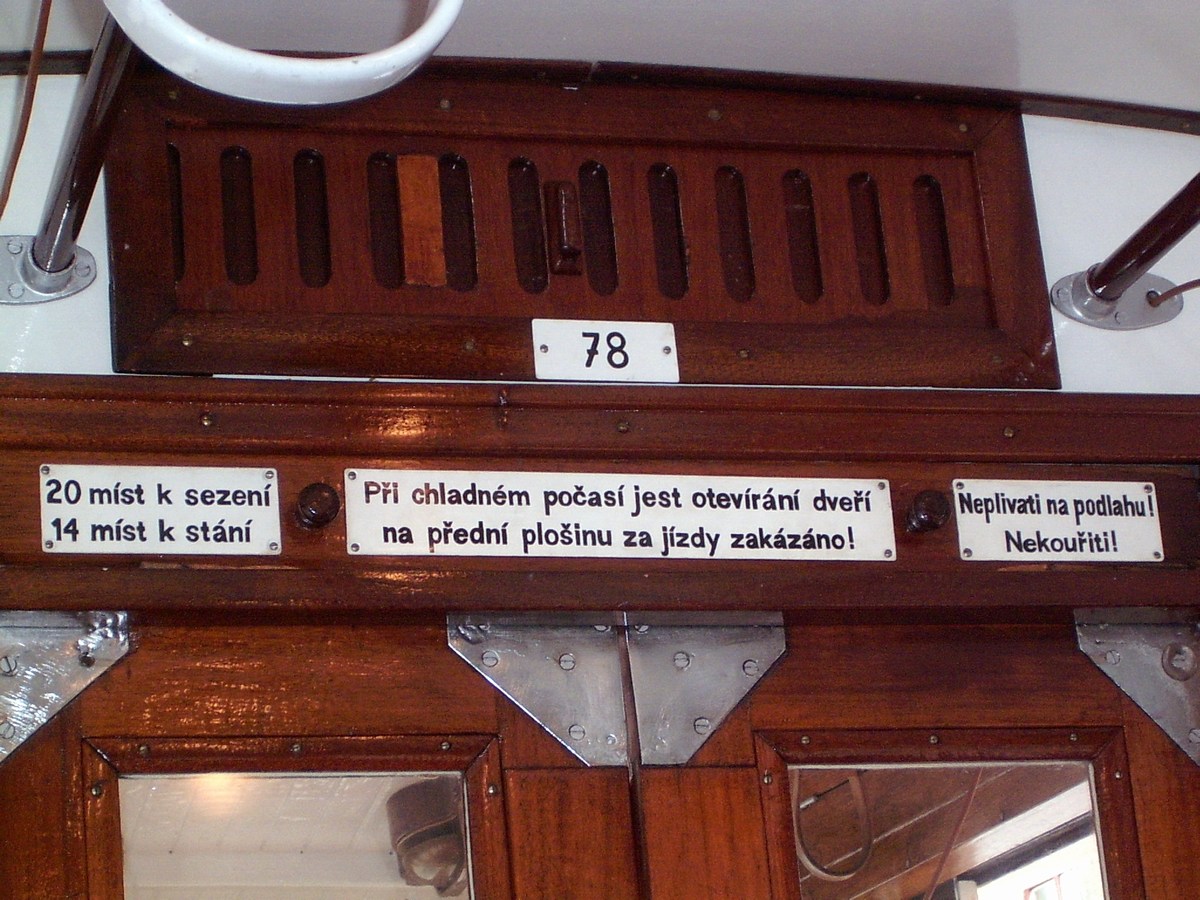 78
20 míst k sezení
14 míst k stání
Při chladném počasí jest otevírání dveří
na přední plošinu za jízdy zakázáno!
Neplivati na podlahu!
Nekouřiti!